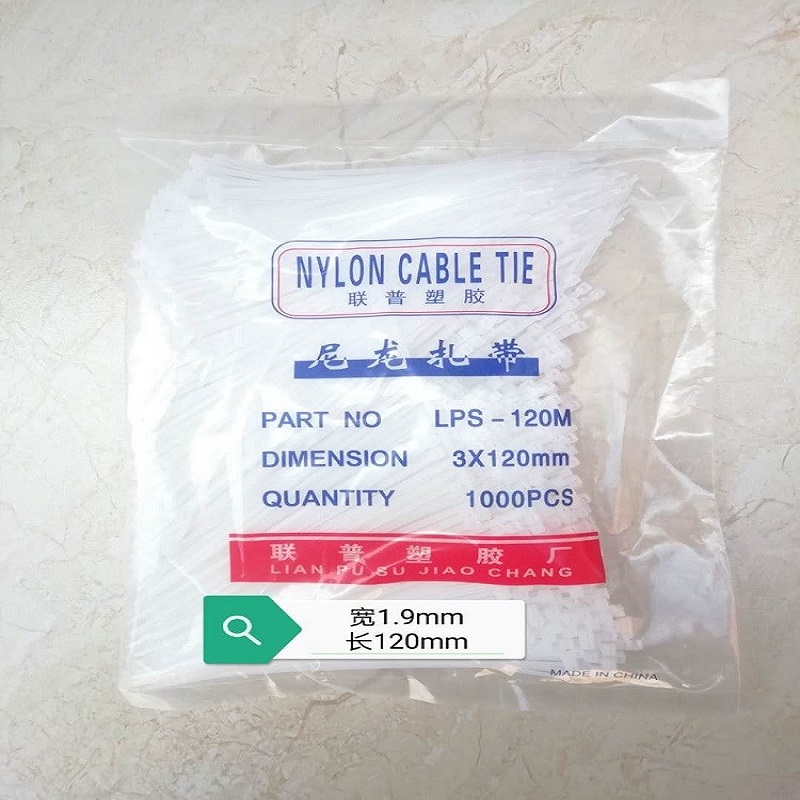 NYLON CABLE TIE
联普塑胶
尼龙扎带
PART NO LPS-120M
DIMENSION 3X120mm
QUANTITY 1000PCS
联普塑胶厂
LIAN PU SU JIAO CHANG
宽1.9mm
长120mm
MADE IN CHINA